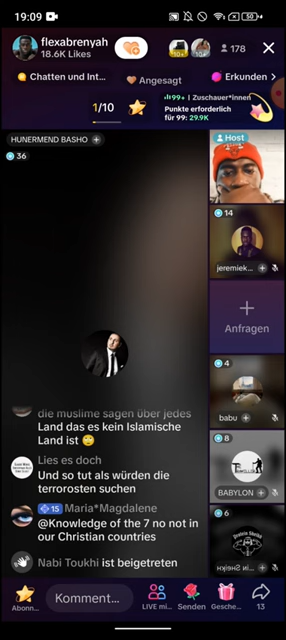 19:09
50
flexabrenyah
18.6K Likes
10+
10+
178
Chatten und Int...
Angesagt
Erkunden
1/10
99+ | Zuschauer*innen
Punkte erforderlich
für 99: 29.9K
HUNERMEND BASHO
36
Host
14
jeremiek...
Anfragen
4
babu
8
BABYLON
6
die muslime sagen über jedes
Land das es kein Islamische
Land ist 🙄
Lies es doch
Und so tut als würden die
terrorosten suchen
15 Maria*Magdalene
@Knowledge of the 7 no not in
our Christian countries
Nabi Toukhi ist beigetreten
Abonn...
Komment...
LIVE mi...
Senden
Gesche...
13